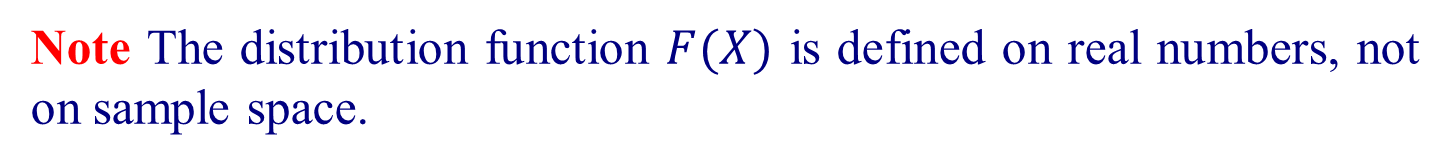 Note The distribution function F(X) is defined on real numbers, not
on sample space.